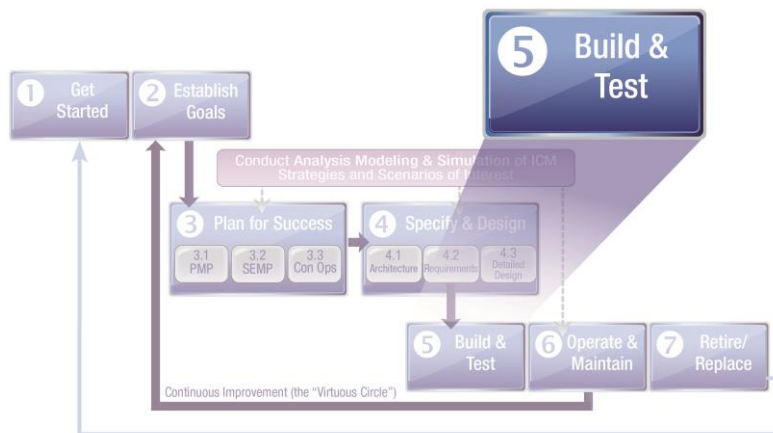 5 Build &
Test
1 Get
Started
2 Establish
Goals
Conduct Analysis Modeling & Simulation of ICM
Strategies and Scenarios of Interest
3 Plan for Success
3.1
PMP
3.2
SEMP
3.3
Con Ops
4 Specify & Design
4.1
Architecture
4.2
Requirements
4.3
Detailed
Design
5 Build &
Test
6 Operate &
Maintain
7 Retire/
Replace
Continuous Improvement (the “Virtuous Circle”)